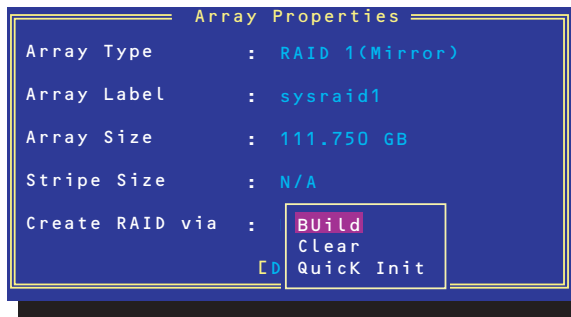 Array Properties
Array Type : RAID 1(Mirror)
Array Label : sysraid1
Array Size : 111.750 GB
Stripe Size : N/A
Create RAID via : BUild
Clear
[D QuicK Init